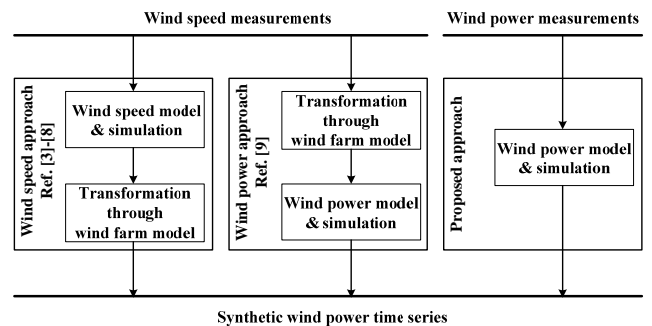 Wind speed measurements
Wind power measurements
Wind speed approach
Ref. [3]-[8]
Wind speed model
& simulation
Transformation
through
wind farm model
Wind power approach
Ref. [9]
Transformation
through
wind farm model
Wind power model
& simulation
Proposed approach
Wind power model
& simulation
Synthetic wind power time series